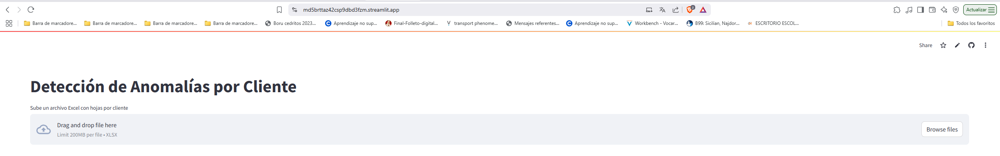 md5brttaz42csp9dbd3fzm.streamlit.app
2
Actualizar
Barra de marcadore...
Barra de marcadore...
Barra de marcadore...
Barra de marcadore...
Boru cedritos 2023...
Aprendizaje no sup...
Final-Folleto-digital...
transport phenome...
Mensajes referentes...
Aprendizaje no sup...
Workbench - Vocar...
B99: Sicilian, Najdor...
ESCRITORIO ESCOL...
Todos los favoritos
Share
Detección de Anomalías por Cliente
Sube un archivo Excel con hojas por cliente
Drag and drop file here
Limit 200MB per file • XLSX
Browse files